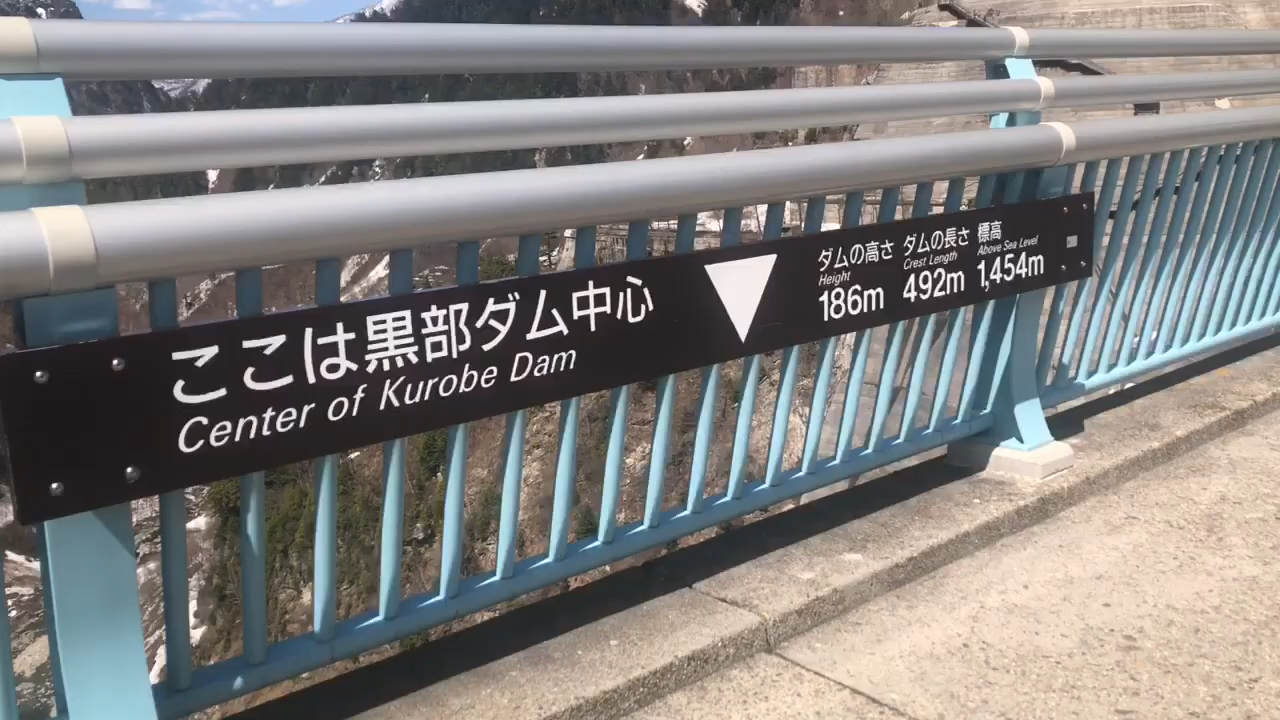 ここは黒部ダム中心
Center of Kurobe Dam
ダムの高さ
Height
186m
ダムの長さ
Crest Length
492m
標高
Above Sea Level
1,454m